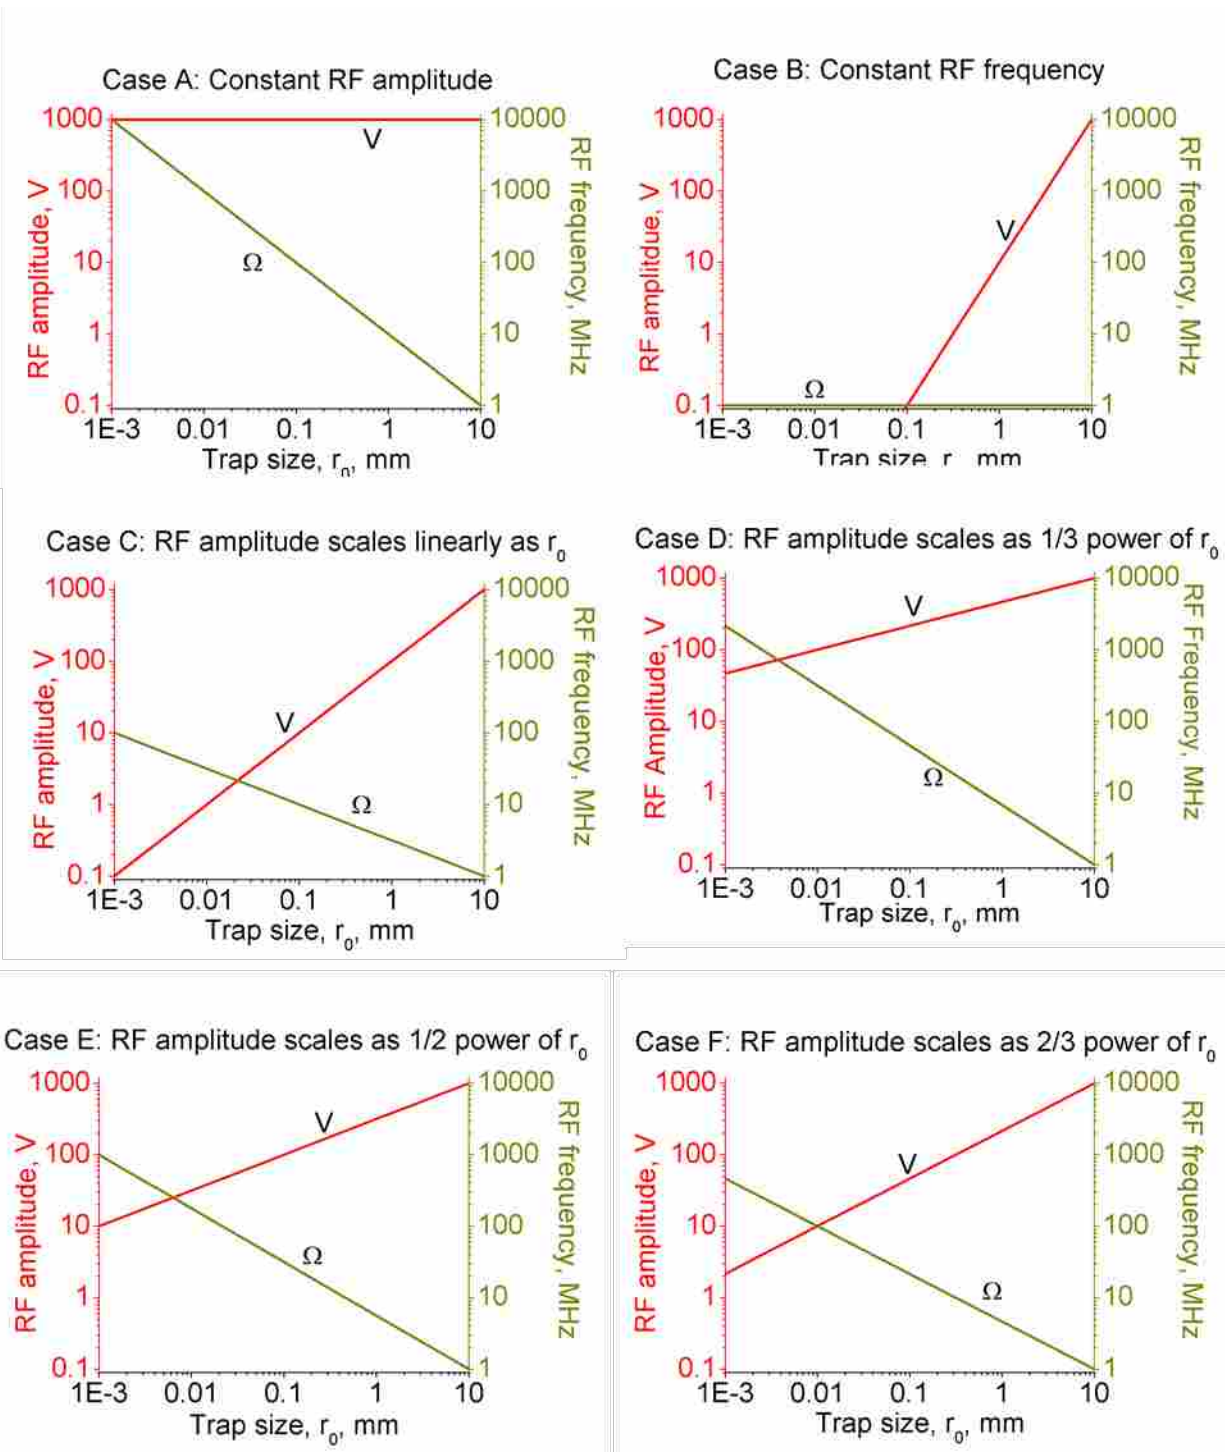 Case A: Constant RF amplitude
1000
100
10
1
0.1
RF amplitude, V
V
Ω
10000
1000
100
10
1
RF frequency, MHz
1E-3 0.01 0.1 1 10
Trap size, r0, mm
Case B: Constant RF frequency
1000
100
10
1
0.1
RF amplitdue, V
V
Ω
10000
1000
100
10
1
RF frequency, MHz
1E-3 0.01 0.1 1 10
Trap size, r mm
Case C: RF amplitude scales linearly as r0
1000
100
10
1
0.1
RF amplitude, V
V
Ω
10000
1000
100
10
1
RF frequency, MHz
1E-3 0.01 0.1 1 10
Trap size, r0, mm
Case D: RF amplitude scales as 1/3 power of r0
1000
100
10
1
0.1
RF Amplitude, V
V
Ω
10000
1000
100
10
1
RF Frequency, MHz
1E-3 0.01 0.1 1 10
Trap size, r0, mm
Case E: RF amplitude scales as 1/2 power of r0
1000
100
10
1
0.1
RF amplitude, V
V
Ω
10000
1000
100
10
1
RF frequency, MHz
1E-3 0.01 0.1 1 10
Trap size, r0, mm
Case F: RF amplitude scales as 2/3 power of r0
1000
100
10
1
0.1
RF amplitude, V
V
Ω
10000
1000
100
10
1
RF frequency, MHz
1E-3 0.01 0.1 1 10
Trap size, r0, mm